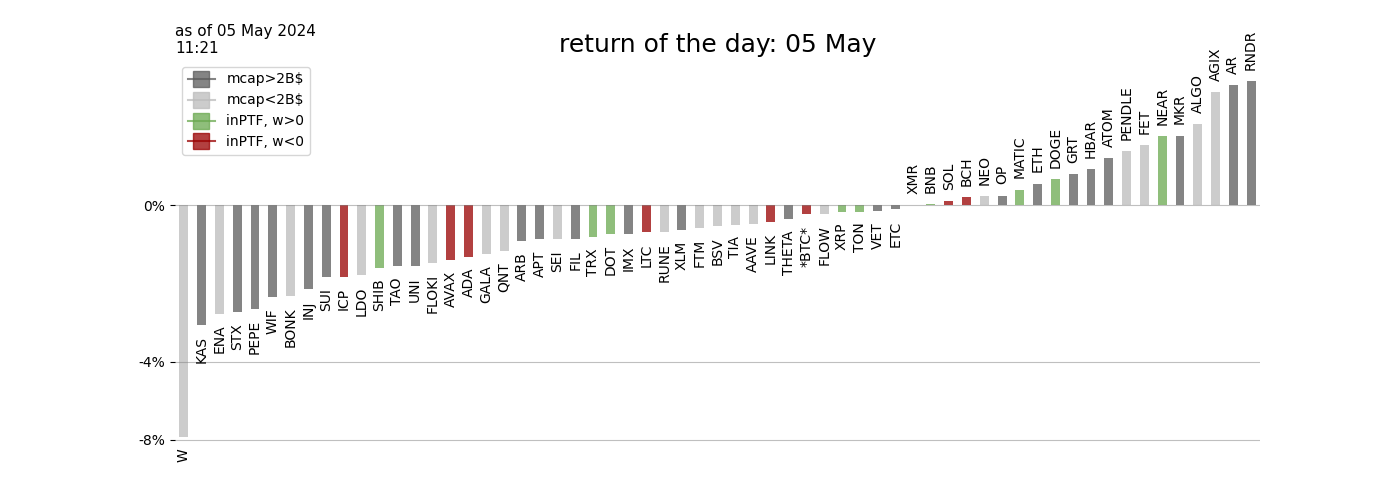 as of 05 May 2024
11:21
return of the day: 05 May
mcap>2B$
mcap<2B$
inPTF, w>0
inPTF, w<0
0%
-4%
-8%
W
KAS
ENA
STX
PEPE
WIF
BONK
INJ
SUI
ICP
LDO
SHIB
TAO
UNI
FLOKI
AVAX
ADA
GALA
QNT
ARB
APT
SEI
FIL
TRX
DOT
IMX
LTC
RUNE
XLM
FTM
BSV
TIA
AAVE
LINK
THETA
*BTC*
FLOW
XRP
TON
VET
ETC
XMR
BNB
SOL
BCH
NEO
OP
MATIC
ETH
DOGE
GRT
HBAR
ATOM
PENDLE
FET
NEAR
MKR
ALGO
AGIX
AR
RNDR